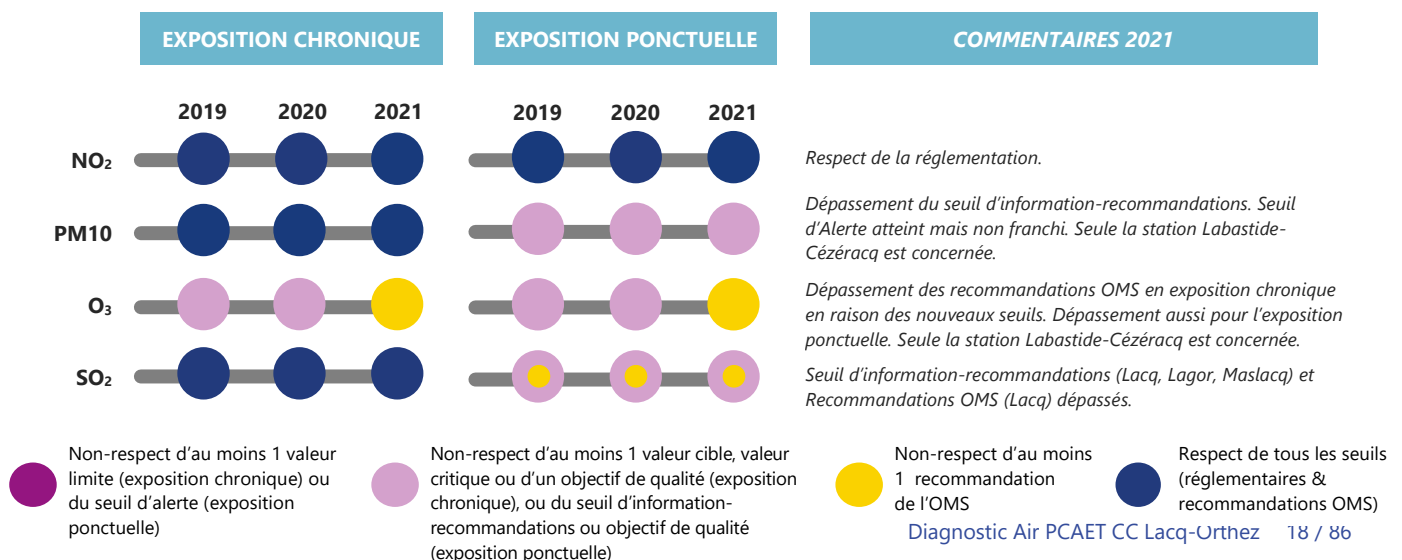 EXPOSITION CHRONIQUE
EXPOSITION PONCTUELLE
COMMENTAIRES 2021
2019 2020 2021
2019 2020 2021
NO₂
Respect de la réglementation.
PM10
Dépassement du seuil d'information-recommandations. Seuil
d'Alerte atteint mais non franchi. Seule la station Labastide-
Cézéracq est concernée.
O₃
Dépassement des recommandations OMS en exposition chronique
en raison des nouveaux seuils. Dépassement aussi pour l'exposition
ponctuelle. Seule la station Labastide-Cézéracq est concernée.
SO₂
Seuil d'information-recommandations (Lacq, Lagor, Maslacq) et
Recommandations OMS (Lacq) dépassés.
Non-respect d'au moins 1 valeur
limite (exposition chronique) ou
du seuil d'alerte (exposition
ponctuelle)
Non-respect d'au moins 1 valeur cible, valeur
critique ou d'un objectif de qualité (exposition
chronique), ou du seuil d'information-
recommandations ou objectif de qualité
(exposition ponctuelle)
Non-respect d'au moins
1 recommandation
de l'OMS
Respect de tous les seuils
(réglementaires &
recommandations OMS)
Diagnostic Air PCAET CC Lacq-Orthez 18 / 86